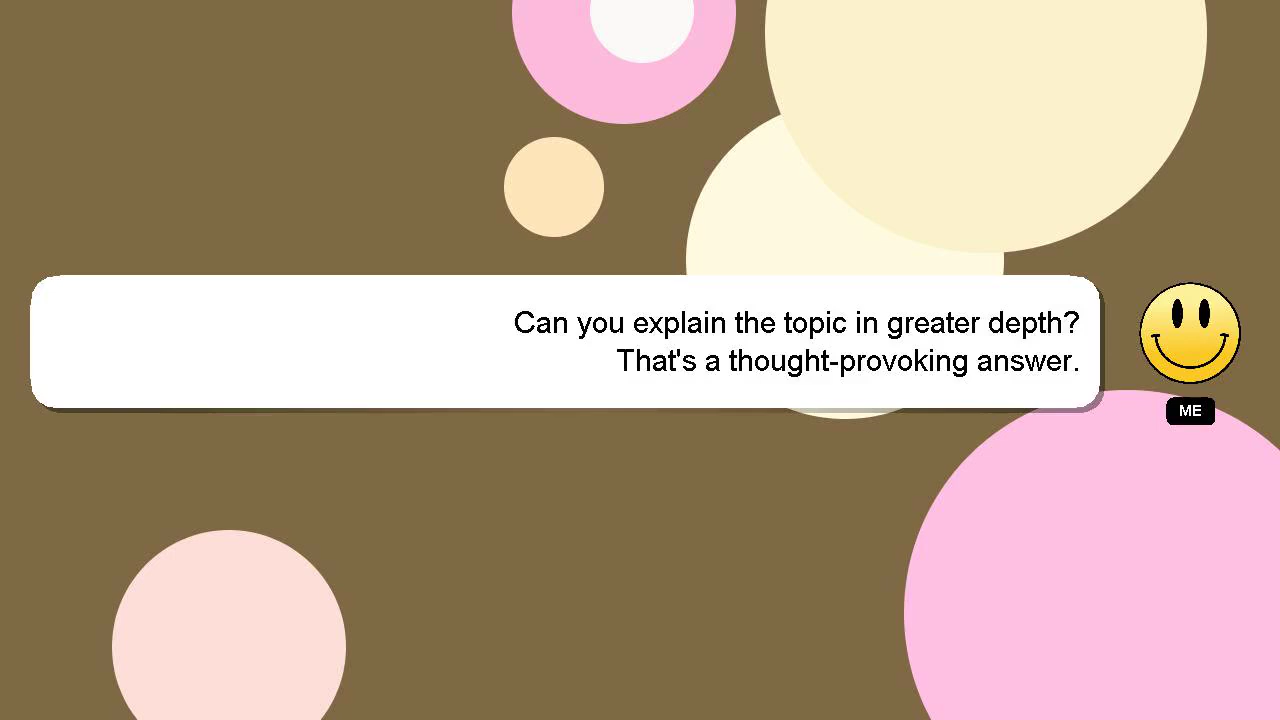 Can you explain the topic in greater depth?
That's a thought-provoking answer.
ME